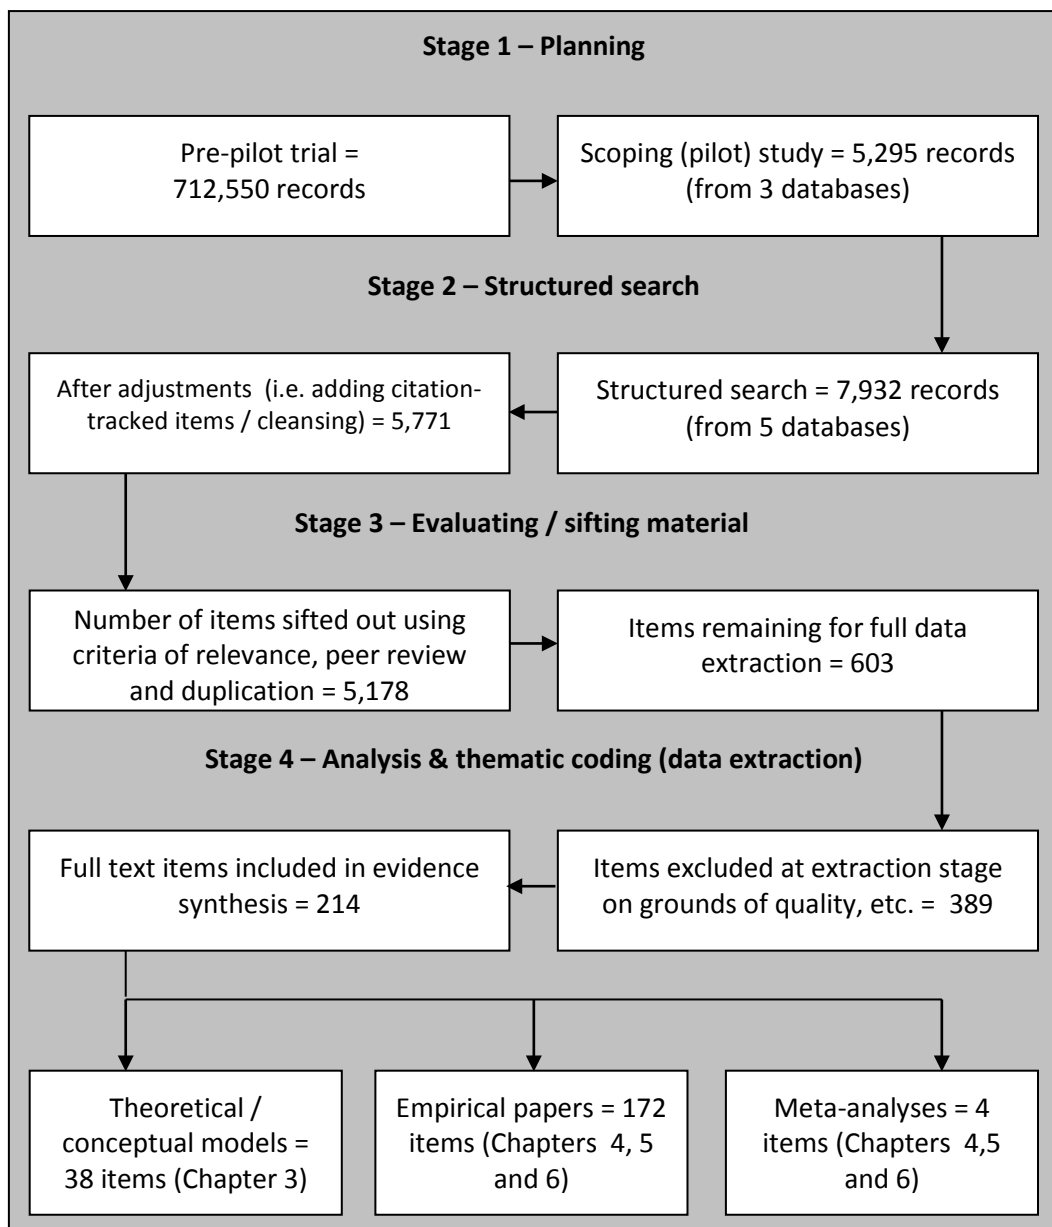 Stage 1 – Planning
Pre-pilot trial =
712,550 records
Scoping (pilot) study = 5,295 records
(from 3 databases)
Stage 2 – Structured search
After adjustments (i.e. adding citation-
tracked items / cleansing) = 5,771
Structured search = 7,932 records
(from 5 databases)
Stage 3 – Evaluating / sifting material
Number of items sifted out using
criteria of relevance, peer review
and duplication = 5,178
Items remaining for full data
extraction = 603
Stage 4 – Analysis & thematic coding (data extraction)
Full text items included in evidence
synthesis = 214
Items excluded at extraction stage
on grounds of quality, etc. = 389
Theoretical /
conceptual models =
38 items (Chapter 3)
Empirical papers = 172
items (Chapters 4, 5
and 6)
Meta-analyses = 4
items (Chapters 4,5
and 6)